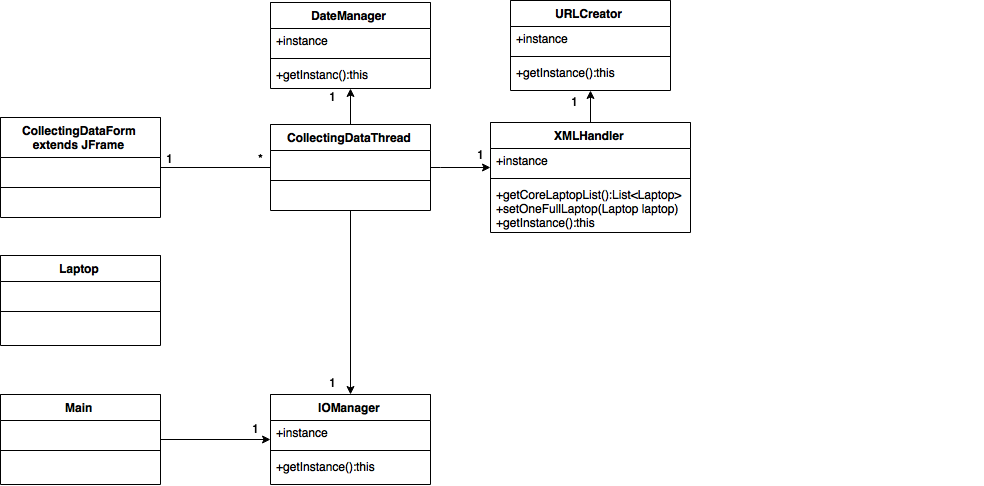 DateManager
+instance
+getInstanc():this
1
URLCreator
+instance
+getInstance():this
1
CollectingDataForm
extends JFrame
1
*
CollectingDataThread
1
XMLHandler
+instance
+getCoreLaptopList():List<Laptop>
+setOneFullLaptop(Laptop laptop)
+getInstance():this
Laptop
1
Main
1
IOManager
+instance
+getInstance():this